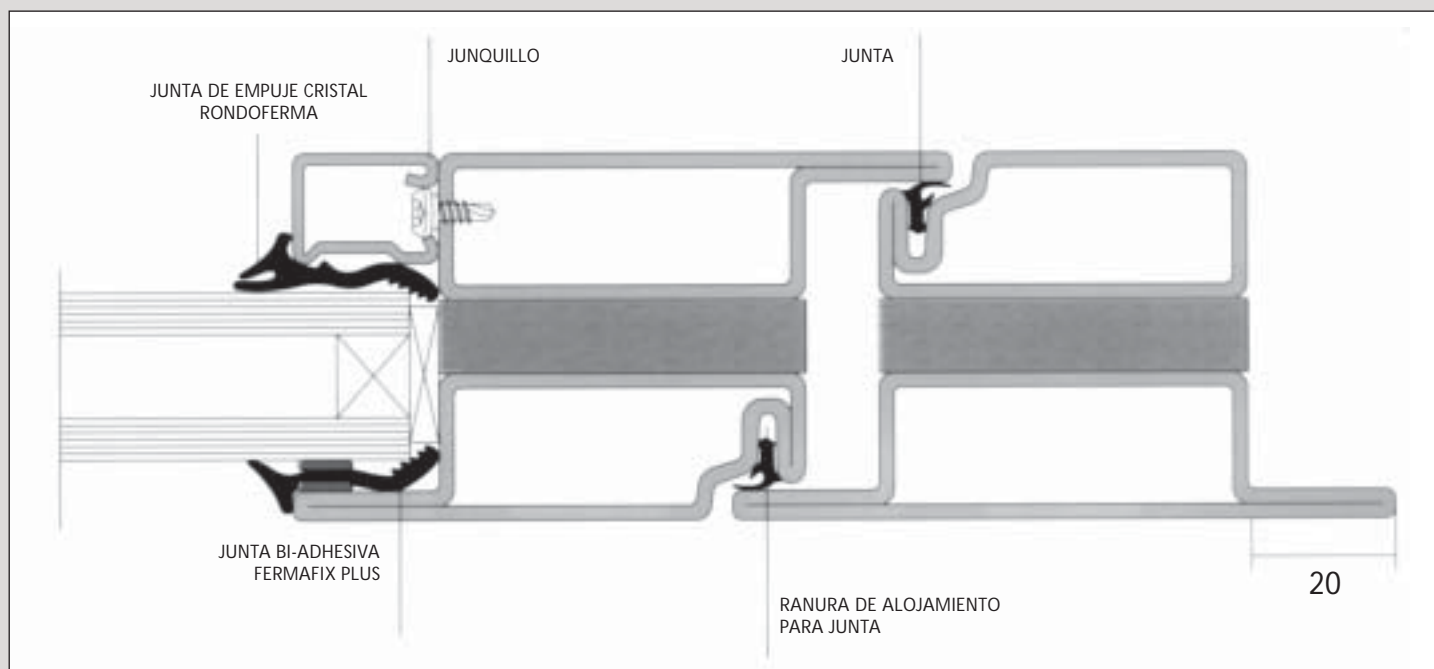 JUNQUILLO
JUNTA
JUNTA DE EMPUJE CRISTAL
RONDOFERMA
JUNTA BI-ADHESIVA
FERMAFIX PLUS
20
RANURA DE ALOJAMIENTO
PARA JUNTA